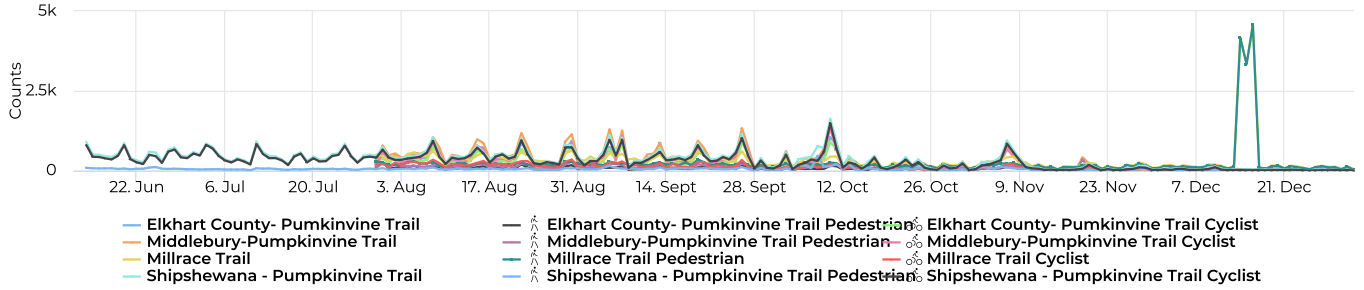 5k
2.5k
0
Counts
22. Jun 6. Jul 20. Jul 3. Aug 17. Aug 31. Aug 14. Sept 28. Sept 12. Oct 26. Oct 9. Nov 23. Nov 7. Dec 21. Dec
Elkhart County- Pumkinvine Trail Elkhart County- Pumkinvine Trail Pedestrian Elkhart County- Pumkinvine Trail Cyclist
Middlebury-Pumpkinvine Trail Middlebury-Pumpkinvine Trail Pedestrian Middlebury-Pumpkinvine Trail Cyclist
Millrace Trail Millrace Trail Pedestrian Millrace Trail Cyclist
Shipshewana - Pumpkinvine Trail Shipshewana - Pumpkinvine Trail Pedestrian Shipshewana - Pumpkinvine Trail Cyclist